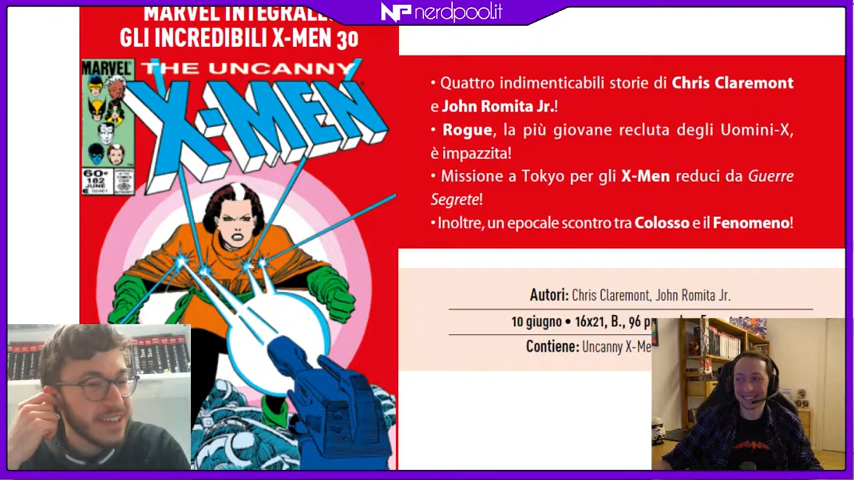 NP nerdpool.it
MARVEL INTEGRALE:
GLI INCREDIBILI X-MEN 30
MARVEL
THE UNCANNY
X-MEN
60¢
182
JUNE
• Quattro indimenticabili storie di Chris Claremont
e John Romita Jr.!
• Rogue, la più giovane recluta degli Uomini-X,
è impazzita!
• Missione a Tokyo per gli X-Men reduci da Guerre
Segrete!
• Inoltre, un epocale scontro tra Colosso e il Fenomeno!
Autori: Chris Claremont, John Romita Jr.
10 giugno • 16x21, B., 96
Contiene: Uncanny